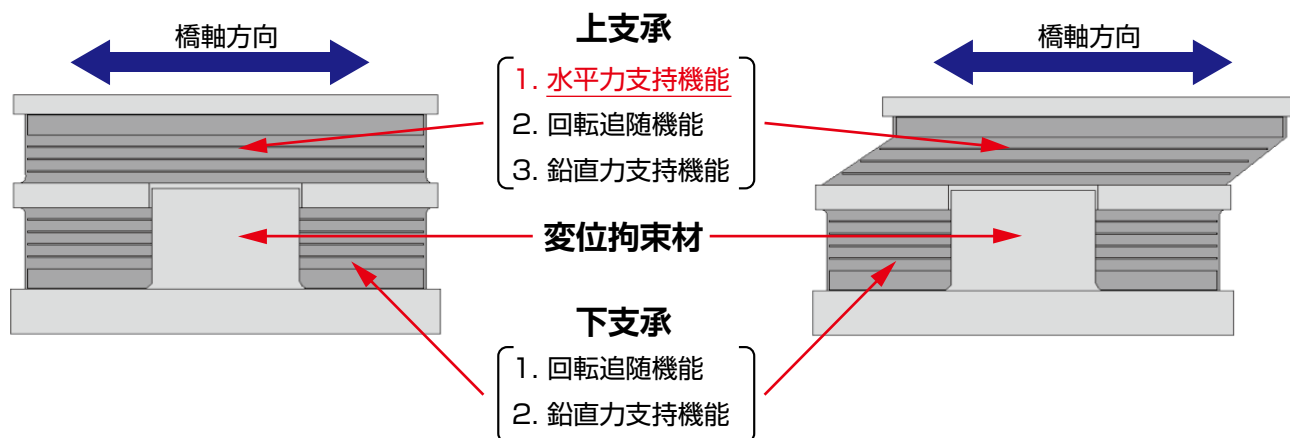 橋軸方向
上支承
橋軸方向
1. 水平力支持機能
2. 回転追随機能
3. 鉛直力支持機能
変位拘束材
下支承
1. 回転追随機能
2. 鉛直力支持機能